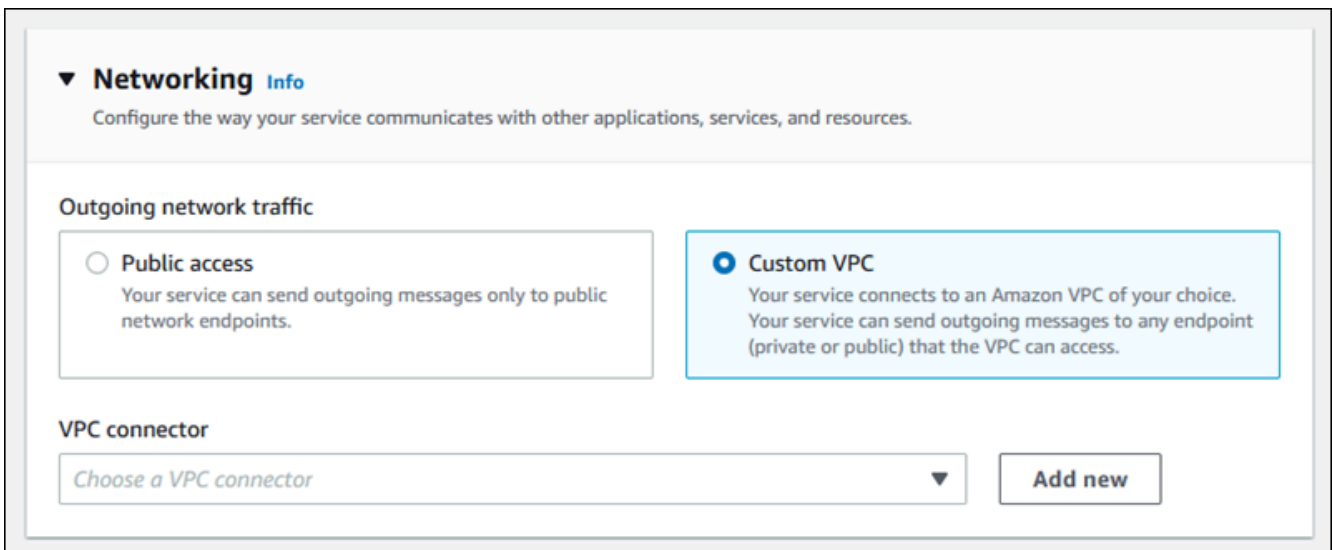 Networking Info
Configure the way your service communicates with other applications, services, and resources.
Outgoing network traffic
Public access
Your service can send outgoing messages only to public
network endpoints.
Custom VPC
Your service connects to an Amazon VPC of your choice.
Your service can send outgoing messages to any endpoint
(private or public) that the VPC can access.
VPC connector
Choose a VPC connector
Add new